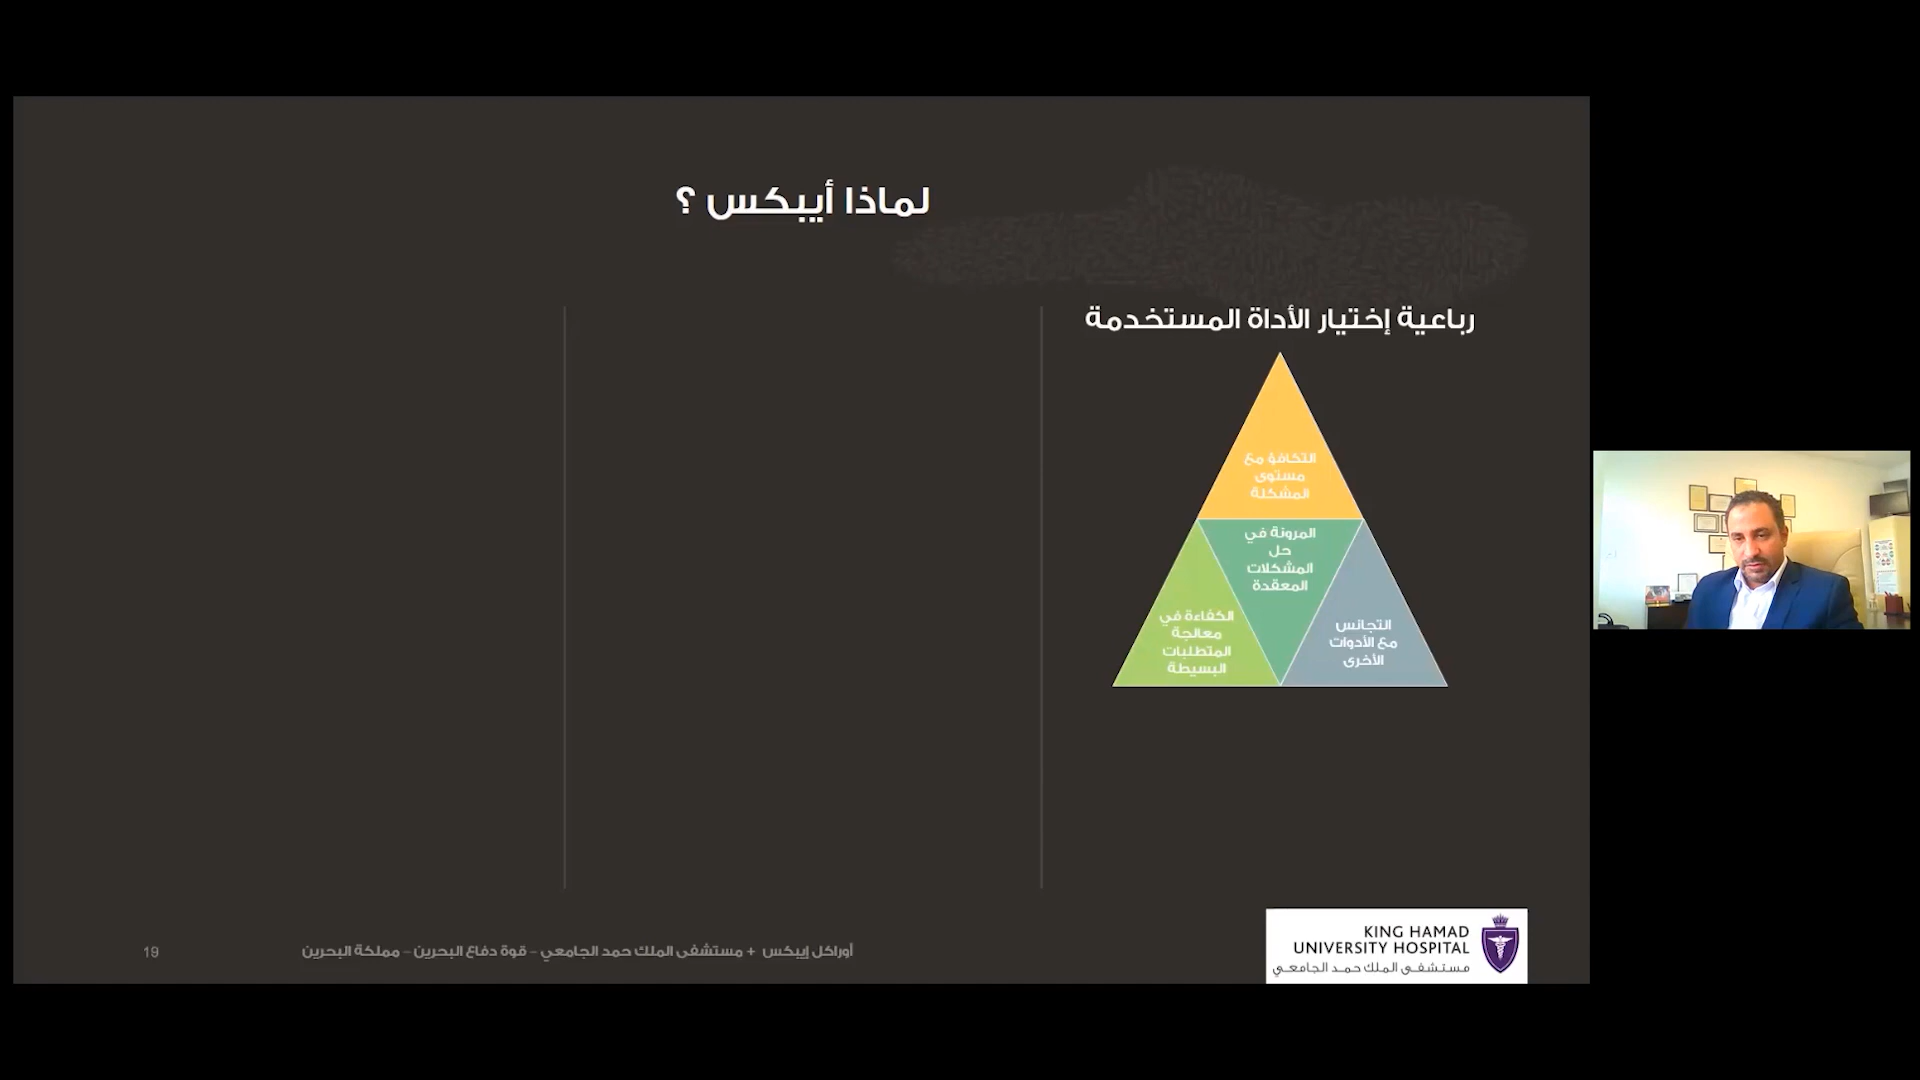 لماذا أيبكس ؟
رباعية إختيار الأداة المستخدمة
التكافؤ مع
مستوى
المشكلة
المرونة في
حل
المشكلات
المعقدة
الكفاءة في
معالجة
المتطلبات
البسيطة
التجانس
مع الأدوات
الأخرى
KING HAMAD
UNIVERSITY HOSPITAL
مستشفى الملك حمد الجامعي
أوراكل إيبكس + مستشفى الملك حمد الجامعي – قوة دفاع البحرين – مملكة البحرين
19